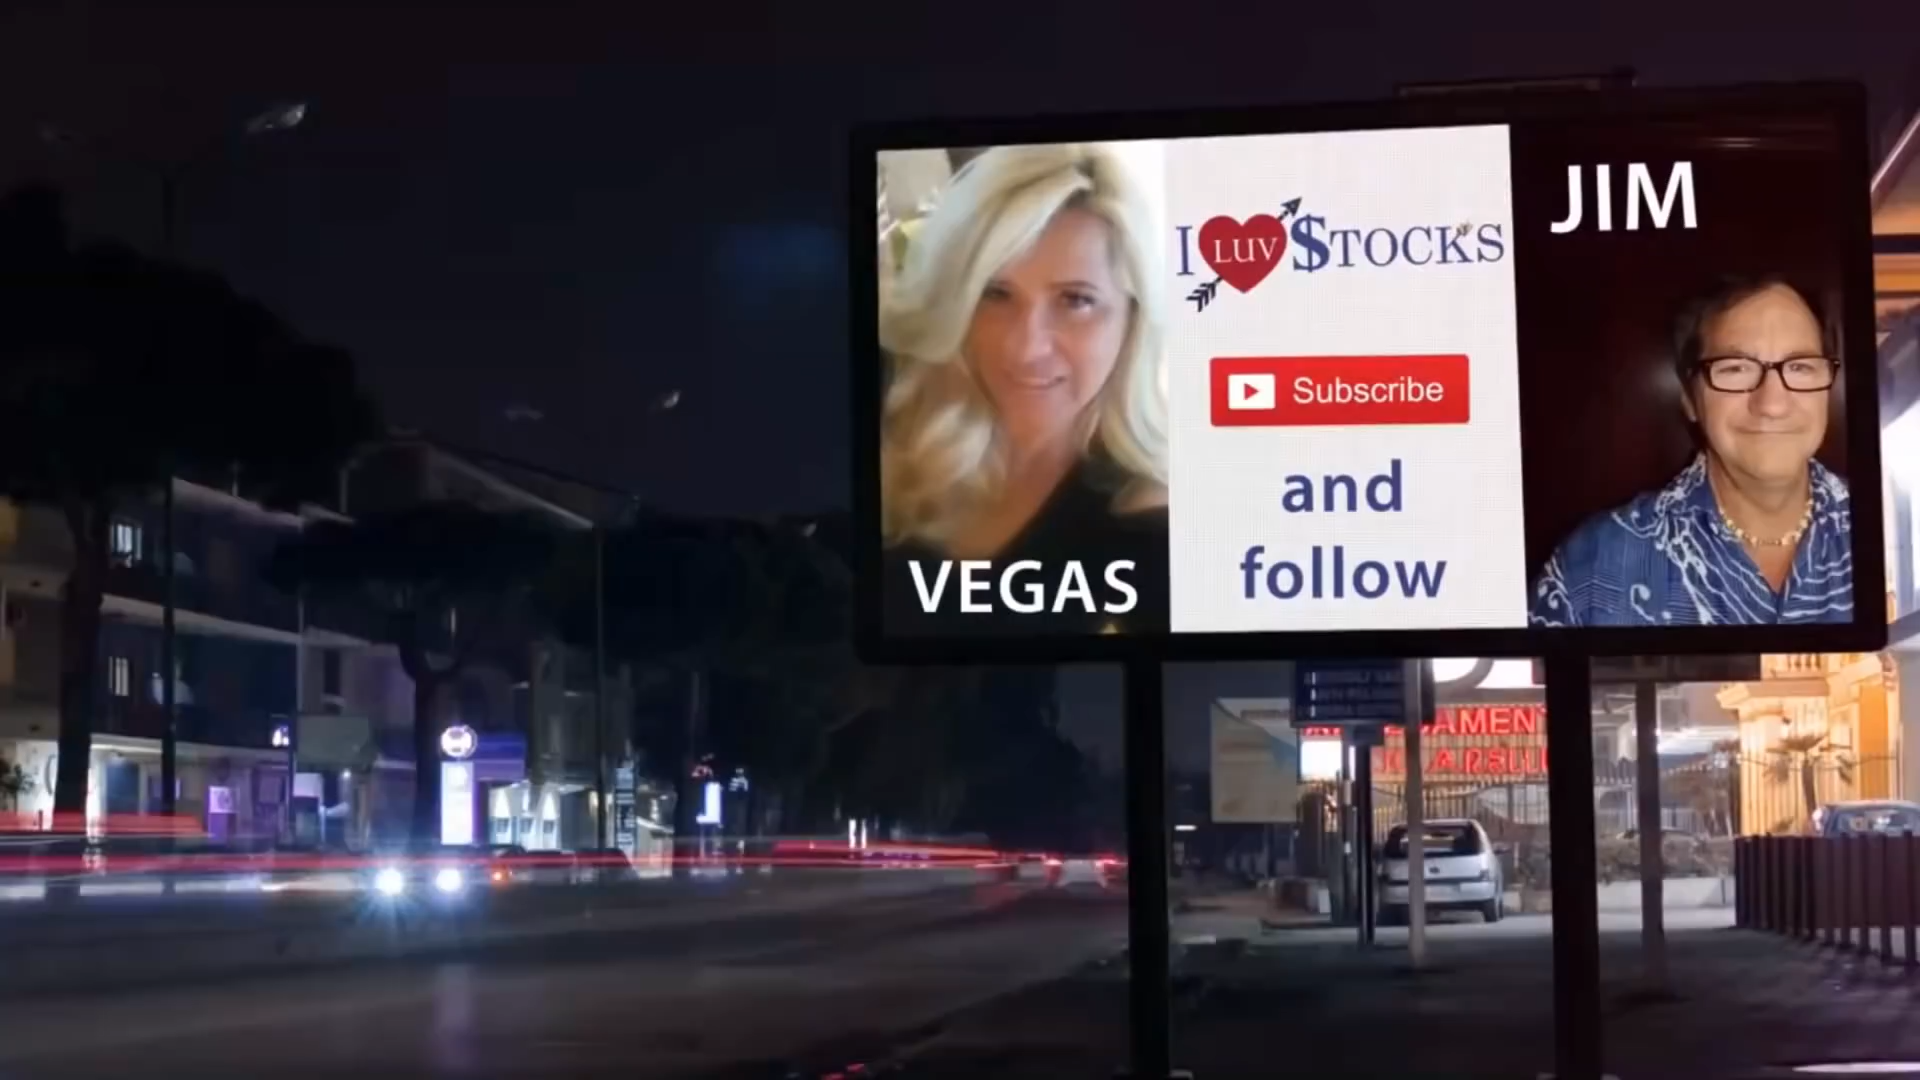 I LUV $TOCKS
Subscribe
and
follow
VEGAS
JIM